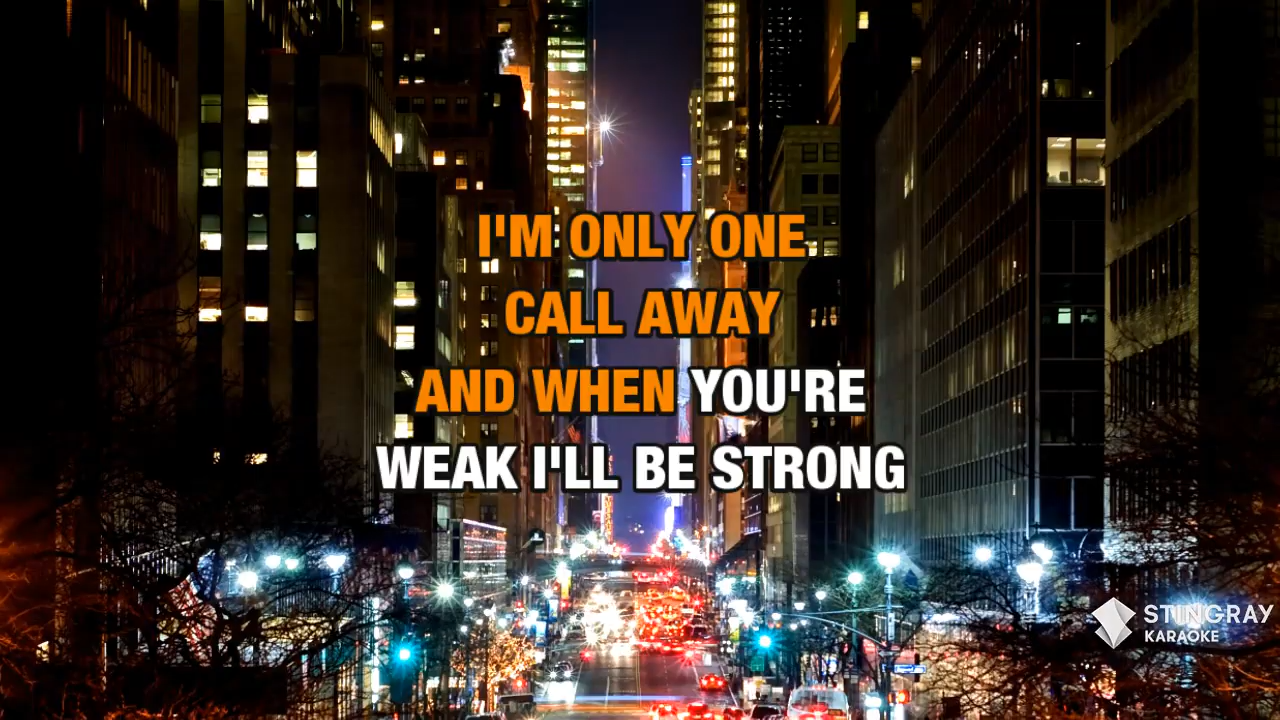 I'M ONLY ONE
CALL AWAY
AND WHEN YOU'RE
WEAK I'LL BE STRONG
STINGRAY
KARAOKE